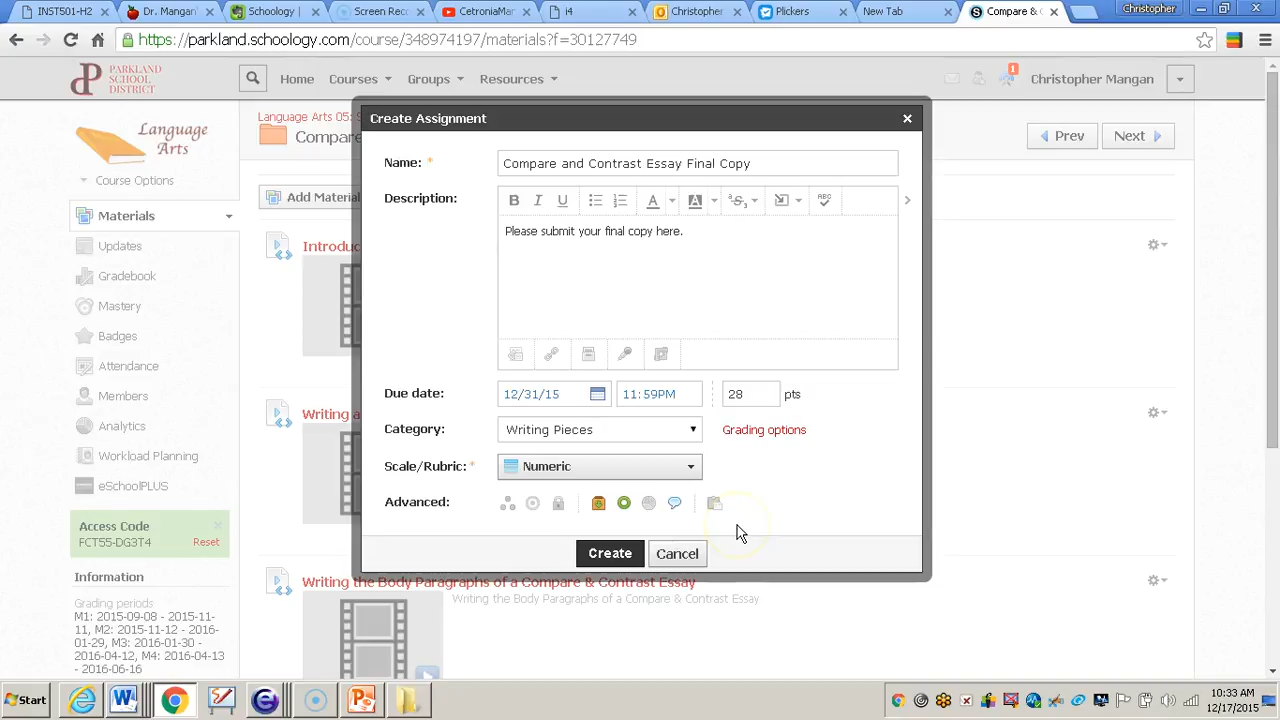 INST501-H2
Dr. Mangan'
Schoology |
Screen Rec
CetroniaMar
i4
Christopher
Plickers
New Tab
Compare &
Christopher
https://parkland.schoology.com/course/348974197/materials?f=30127749
PARKLAND
SCHOOL
DISTRICT
Home
Courses
Groups
Resources
1
Christopher Mangan
Language
Arts
Course Options
Language Arts 05: S
Compare
Prev
Next
Add Material
Materials
Updates
Gradebook
Mastery
Badges
Attendance
Members
Analytics
Workload Planning
eSchoolPLUS
Access Code
FCT55-DG3T4
Reset
Information
Grading periods
M1: 2015-09-08 - 2015-11-
11, M2: 2015-11-12 - 2016-
01-29, M3: 2016-01-30 -
2016-04-12, M4: 2016-04-13
- 2016-06-16
Introduc
Writing a
Writing the Body Paragraphs of a Compare & Contrast Essay
Writing the Body Paragraphs of a Compare & Contrast Essay
Create Assignment
Name: *
Compare and Contrast Essay Final Copy
Description:
B I U A A ABC
Please submit your final copy here.
Due date:
12/31/15
11:59PM
28
pts
Category:
Writing Pieces
Grading options
Scale/Rubric: *
Numeric
Advanced:
Create
Cancel
Start
10:33 AM
12/17/2015